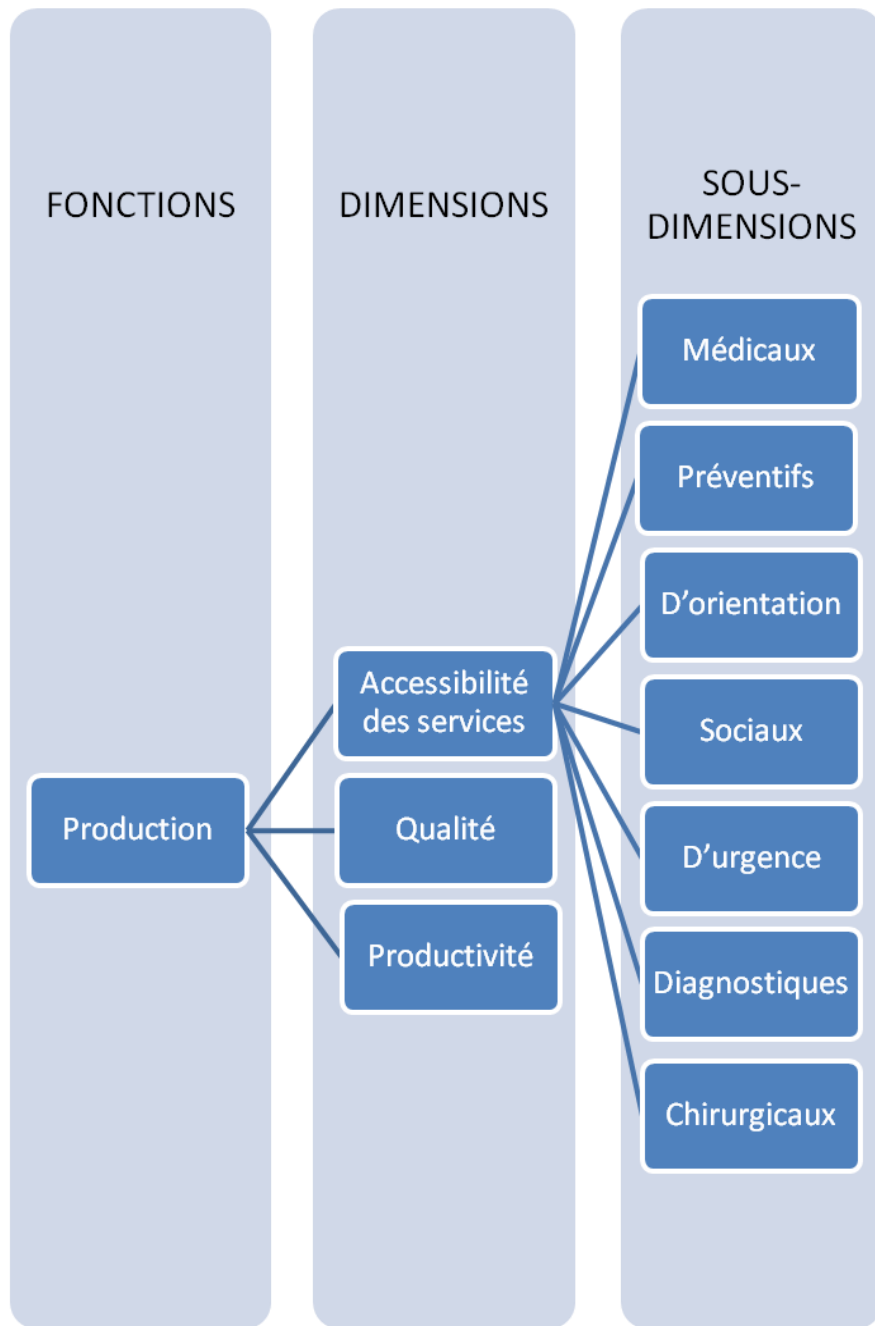 FONCTIONS
DIMENSIONS
SOUS-
DIMENSIONS
Production
Accessibilité
des services
Qualité
Productivité
Médicaux
Préventifs
D’orientation
Sociaux
D’urgence
Diagnostiques
Chirurgicaux